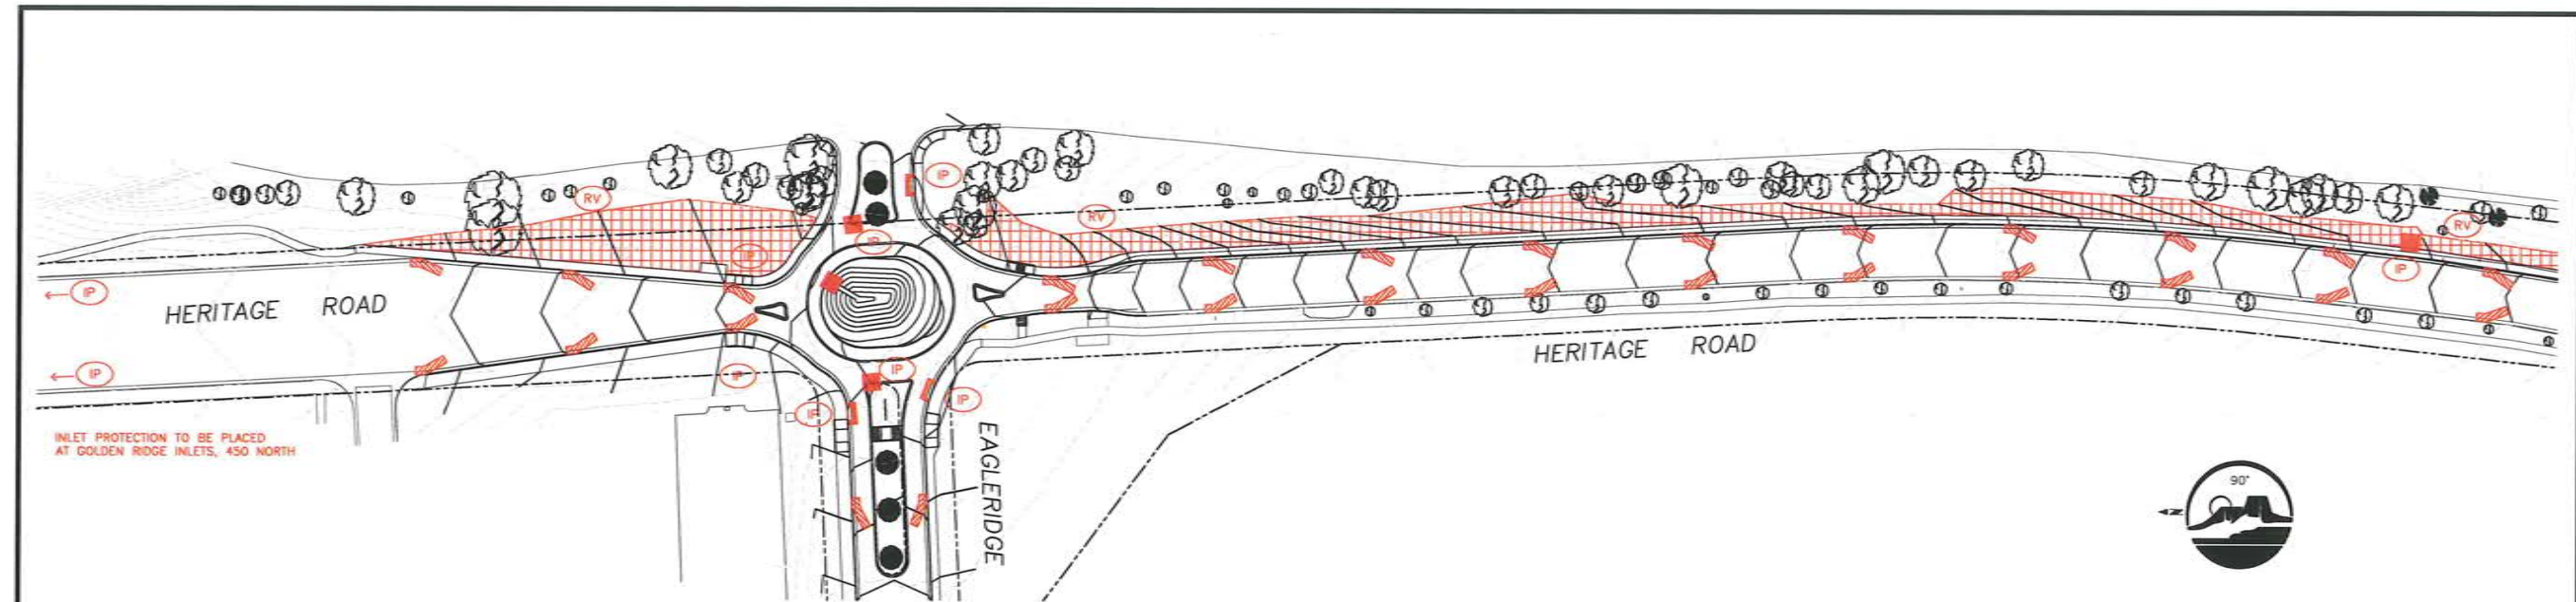 IP
RV
RV
RV
IP
IP
IP
IP
IP
HERITAGE ROAD
HERITAGE ROAD
IP
IP
IP
IP
IP
INLET PROTECTION TO BE PLACED
AT GOLDEN RIDGE INLETS, 450 NORTH
EAGLERIDGE
90°
N